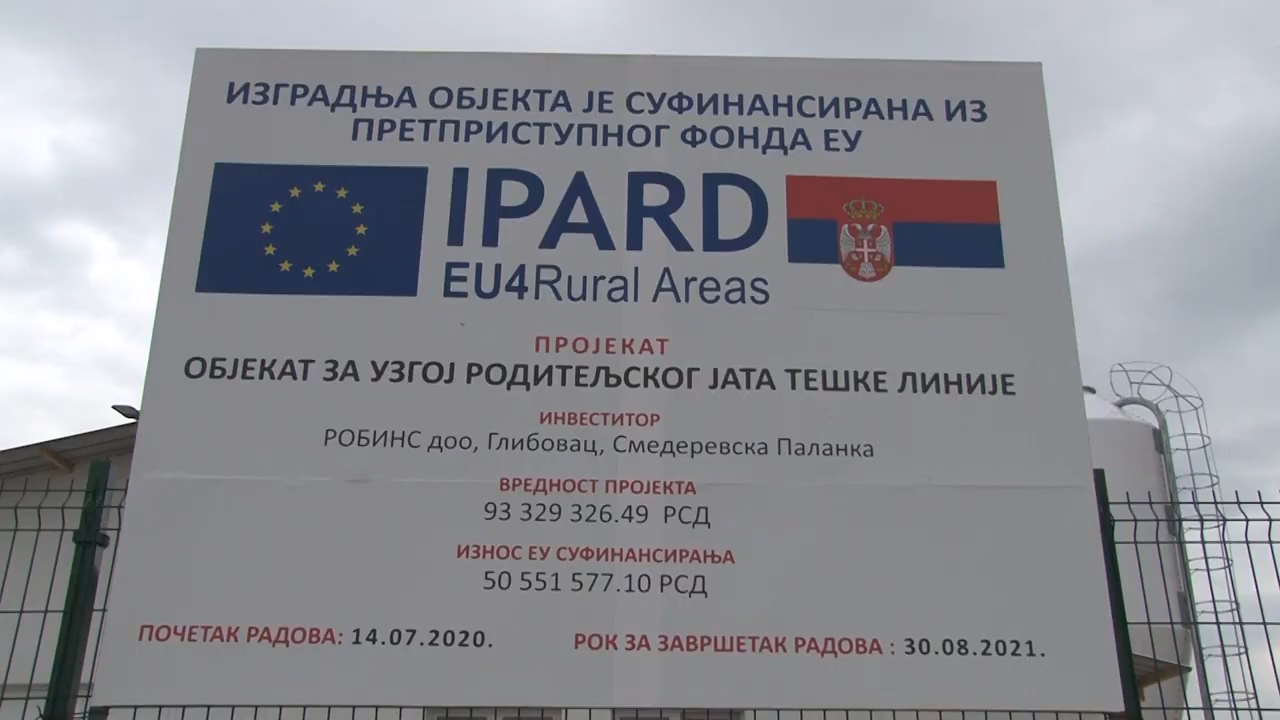 ИЗГРАДЊА ОБЈЕКТА ЈЕ СУФИНАНСИРАНА ИЗ
ПРЕТПРИСТУПНОГ ФОНДА ЕУ
IPARD
EU4Rural Areas
ПРОЈЕКАТ
ОБЈЕКАТ ЗА УЗГОЈ РОДИТЕЉСКОГ ЈАТА ТЕШКЕ ЛИНИЈЕ
ИНВЕСТИТОР
РОБИНС доо, Глибовац, Смедеревска Паланка
ВРЕДНОСТ ПРОЈЕКТА
93 329 326.49 РСД
ИЗНОС ЕУ СУФИНАНСИРАЊА
50 551 577.10 РСД
ПОЧЕТАК РАДОВА: 14.07.2020. РОК ЗА ЗАВРШЕТАК РАДОВА : 30.08.2021.